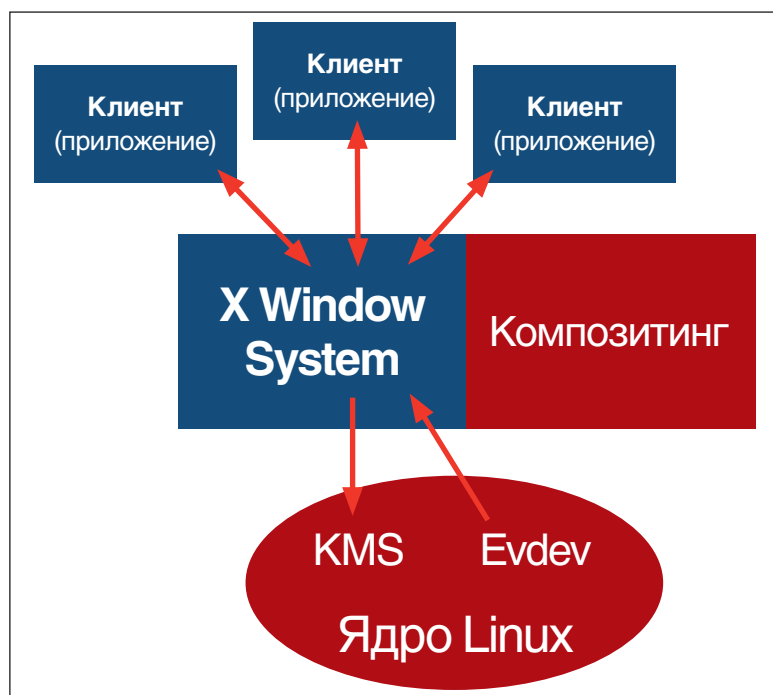 Клиент
(приложение)
Клиент
(приложение)
Клиент
(приложение)
X Window
System
Композитинг
KMS
Evdev
Ядро Linux